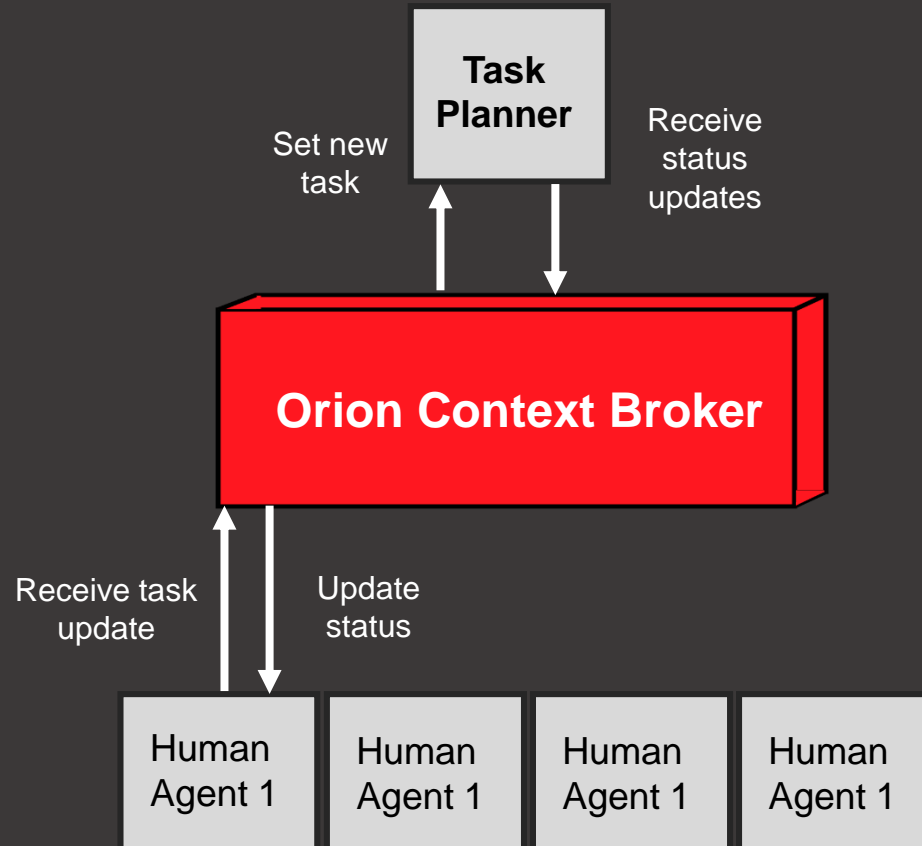 Task
Planner
Set new
task
Receive
status
updates
Orion Context Broker
Receive task
update
Update
status
Human
Agent 1
Human
Agent 1
Human
Agent 1
Human
Agent 1